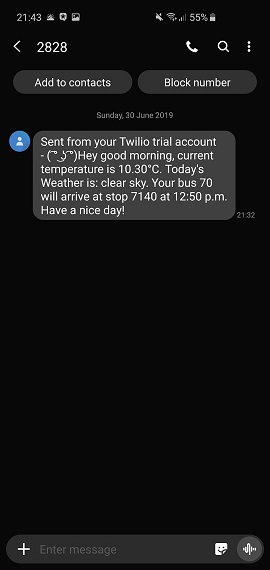 21:43 55%
2828
Add to contacts Block number
Sunday, 30 June 2019
Sent from your Twilio trial account
- ( ͡° ͜ʖ ͡°)Hey good morning, current
temperature is 10.30°C. Today's
Weather is: clear sky. Your bus 70
will arrive at stop 7140 at 12:50 p.m.
Have a nice day!
21:32
Enter message